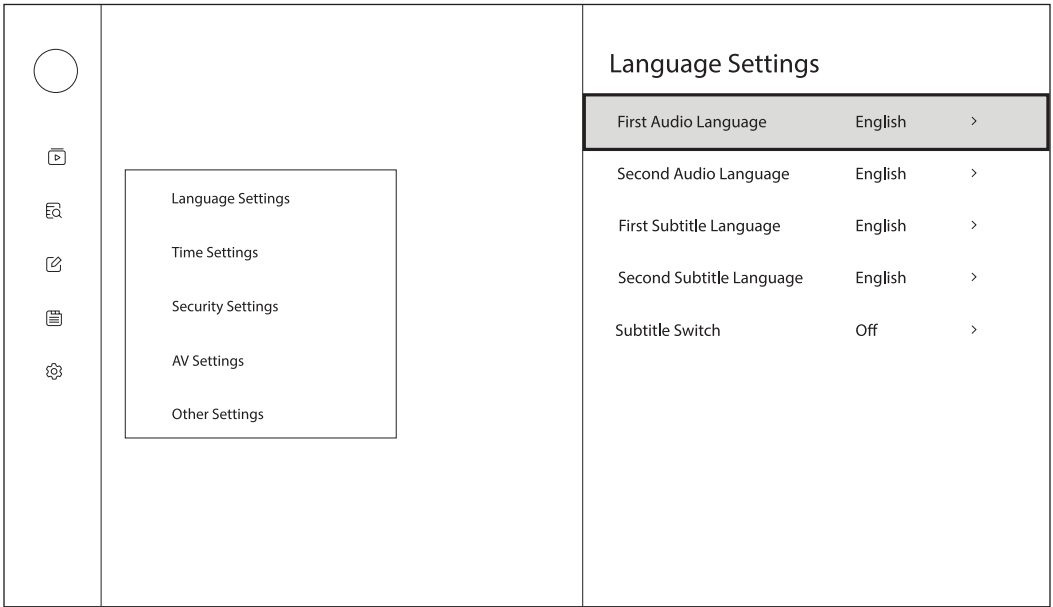 Language Settings
Time Settings
Security Settings
AV Settings
Other Settings
Language Settings
First Audio Language English >
Second Audio Language English >
First Subtitle Language English >
Second Subtitle Language English >
Subtitle Switch Off >